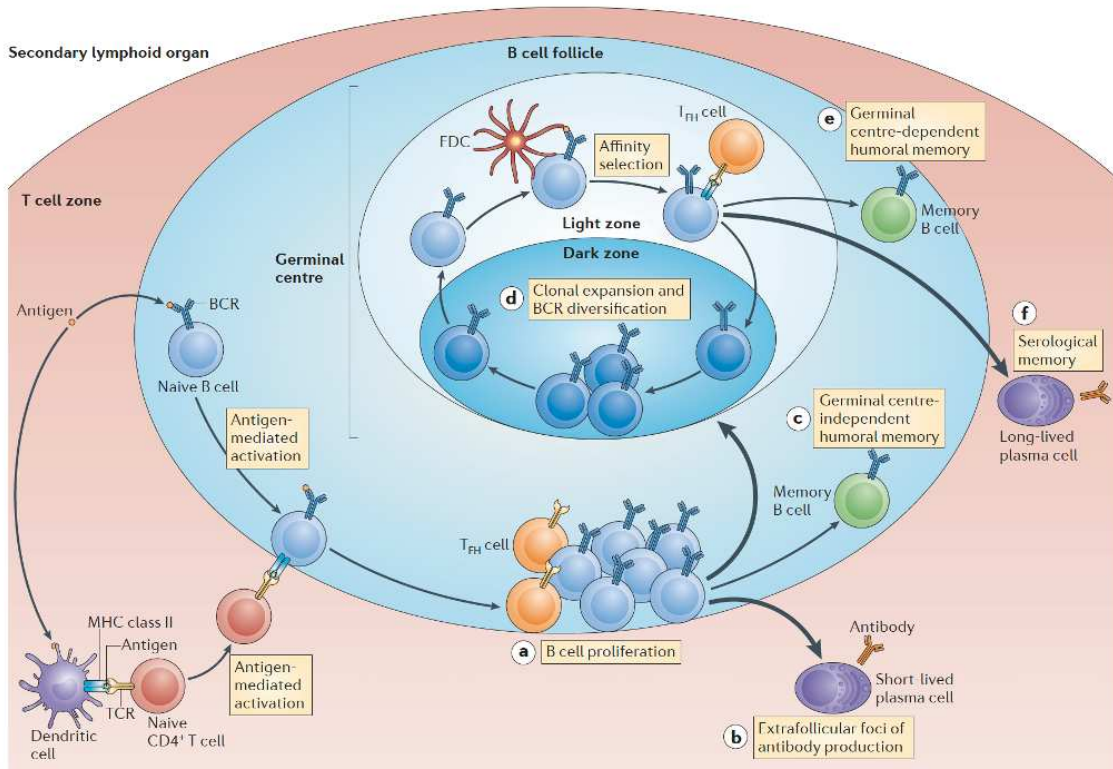 Secondary lymphoid organ
B cell follicle
T cell zone
Germinal
centre
FDC
Affinity
selection
T_FH cell
e
Germinal
centre-dependent
humoral memory
Memory
B cell
Light zone
Dark zone
d
Clonal expansion and
BCR diversification
Antigen
BCR
Naive B cell
Antigen-
mediated
activation
f
Serological
memory
Long-lived
plasma cell
c
Germinal centre-
independent
humoral memory
Memory
B cell
T_FH cell
a
B cell proliferation
MHC class II
Antigen
TCR
Dendritic
cell
Naive
CD4⁺ T cell
Antigen-
mediated
activation
Antibody
Short-lived
plasma cell
b
Extrafollicular foci of
antibody production